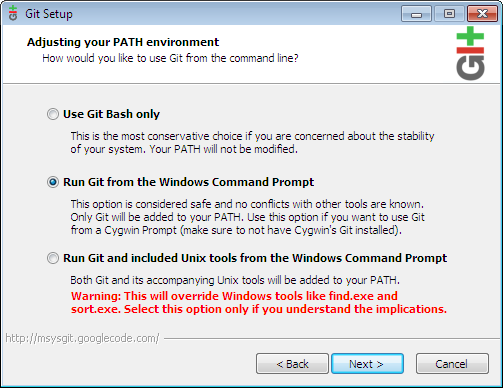 Git Setup
Adjusting your PATH environment
How would you like to use Git from the command line?
git
Use Git Bash only
This is the most conservative choice if you are concerned about the stability
of your system. Your PATH will not be modified.
Run Git from the Windows Command Prompt
This option is considered safe and no conflicts with other tools are known.
Only Git will be added to your PATH. Use this option if you want to use Git
from a Cygwin Prompt (make sure to not have Cygwin's Git installed).
Run Git and included Unix tools from the Windows Command Prompt
Both Git and its accompanying Unix tools will be added to your PATH.
Warning: This will override Windows tools like find.exe and
sort.exe. Select this option only if you understand the implications.
http://msysgit.googlecode.com/
< Back
Next >
Cancel